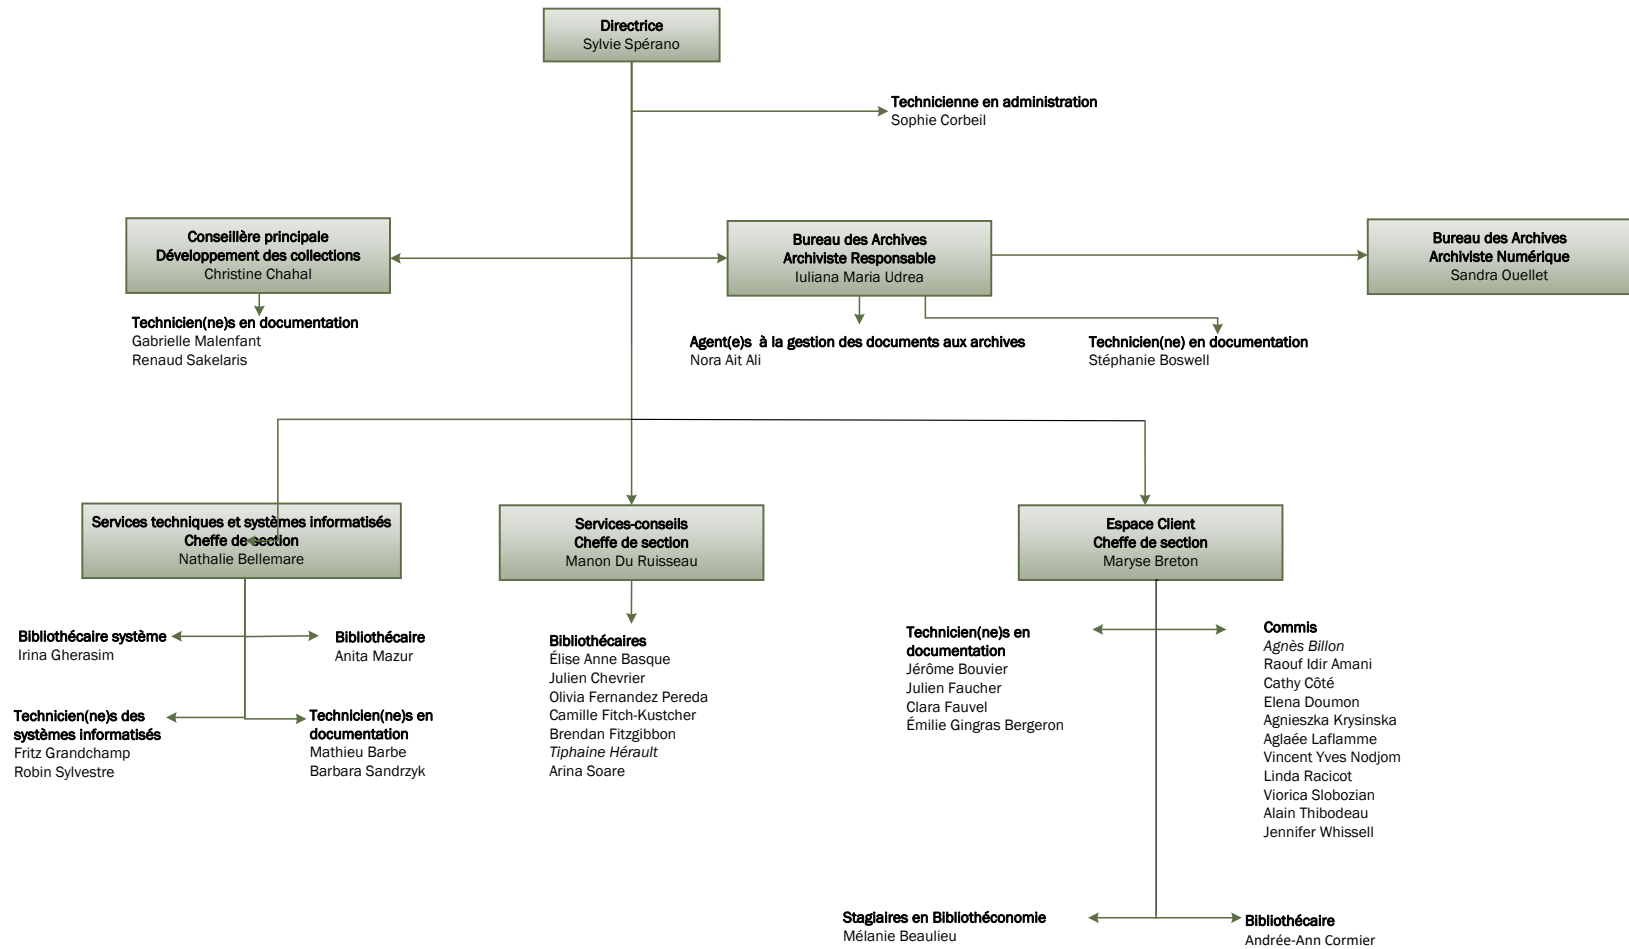 Directrice
Sylvie Spérano
Technicienne en administration
Sophie Corbeil
Conseillère principale
Développement des collections
Christine Chahal
Bureau des Archives
Archiviste Responsable
Iuliana Maria Udrea
Bureau des Archives
Archiviste Numérique
Sandra Ouellet
Technicien(ne)s en documentation
Gabrielle Malenfant
Renaud Sakelaris
Agent(e)s à la gestion des documents aux archives
Nora Ait Ali
Technicien(ne) en documentation
Stéphanie Boswell
Services techniques et systèmes informatisés
Cheffe de section
Nathalie Bellemare
Services-conseils
Cheffe de section
Manon Du Ruisseau
Espace Client
Cheffe de section
Maryse Breton
Bibliothécaire système
Irina Gherasim
Bibliothécaire
Anita Mazur
Technicien(ne)s des
systèmes informatisés
Fritz Grandchamp
Robin Sylvestre
Technicien(ne)s en
documentation
Mathieu Barbe
Barbara Sandrzyk
Bibliothécaires
Élise Anne Basque
Julien Chevrier
Olivia Fernandez Pereda
Camille Fitch-Kustcher
Brendan Fitzgibbon
Tiphaine Hérault
Arina Soare
Technicien(ne)s en
documentation
Jérôme Bouvier
Julien Faucher
Clara Fauvel
Émilie Gingras Bergeron
Commis
Agnès Billon
Raouf Idir Amani
Cathy Côté
Elena Doumon
Agnieszka Krysinska
Aglaée Laflamme
Vincent Yves Nodjom
Linda Racicot
Viorica Slobozian
Alain Thibodeau
Jennifer Whissell
Stagiaires en Bibliothéconomie
Mélanie Beaulieu
Bibliothécaire
Andrée-Ann Cormier